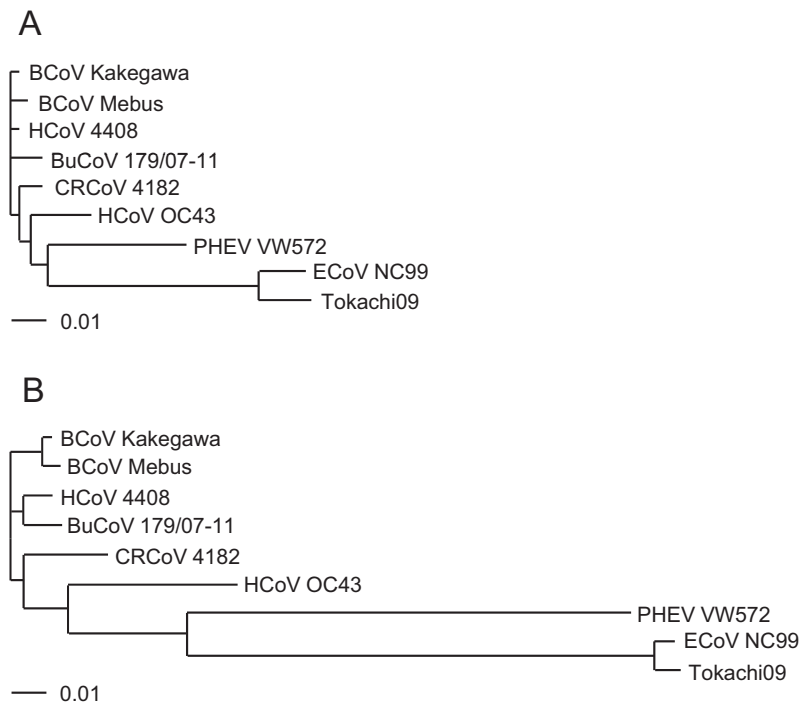 A
BCoV Kakegawa
BCoV Mebus
HCoV 4408
BuCoV 179/07-11
CRCoV 4182
HCoV OC43
PHEV VW572
ECoV NC99
Tokachi09
0.01
B
BCoV Kakegawa
BCoV Mebus
HCoV 4408
BuCoV 179/07-11
CRCoV 4182
HCoV OC43
PHEV VW572
ECoV NC99
Tokachi09
0.01